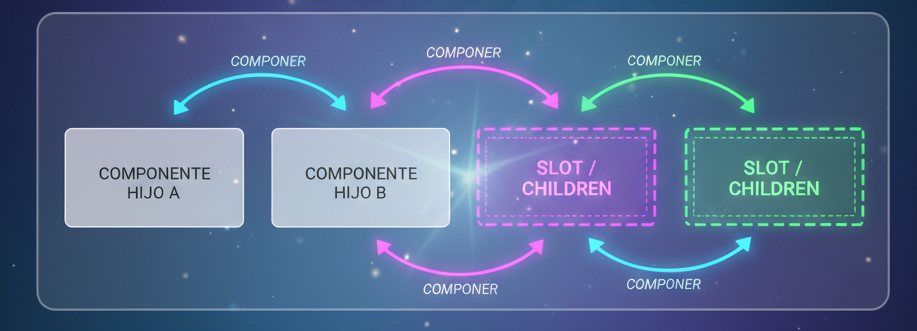 COMPONER
COMPONER
COMPONER
COMPONENTE
HIJO A
COMPONENTE
HIJO B
SLOT /
CHILDREN
SLOT /
CHILDREN
COMPONER
COMPONER